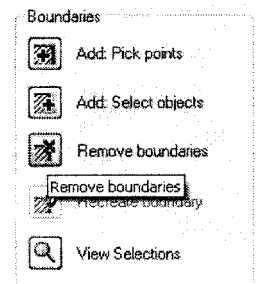 Boundaries
Add: Pick points
Add: Select objects
Remove boundaries
Remove boundaries
Recreate boundary
View Selections